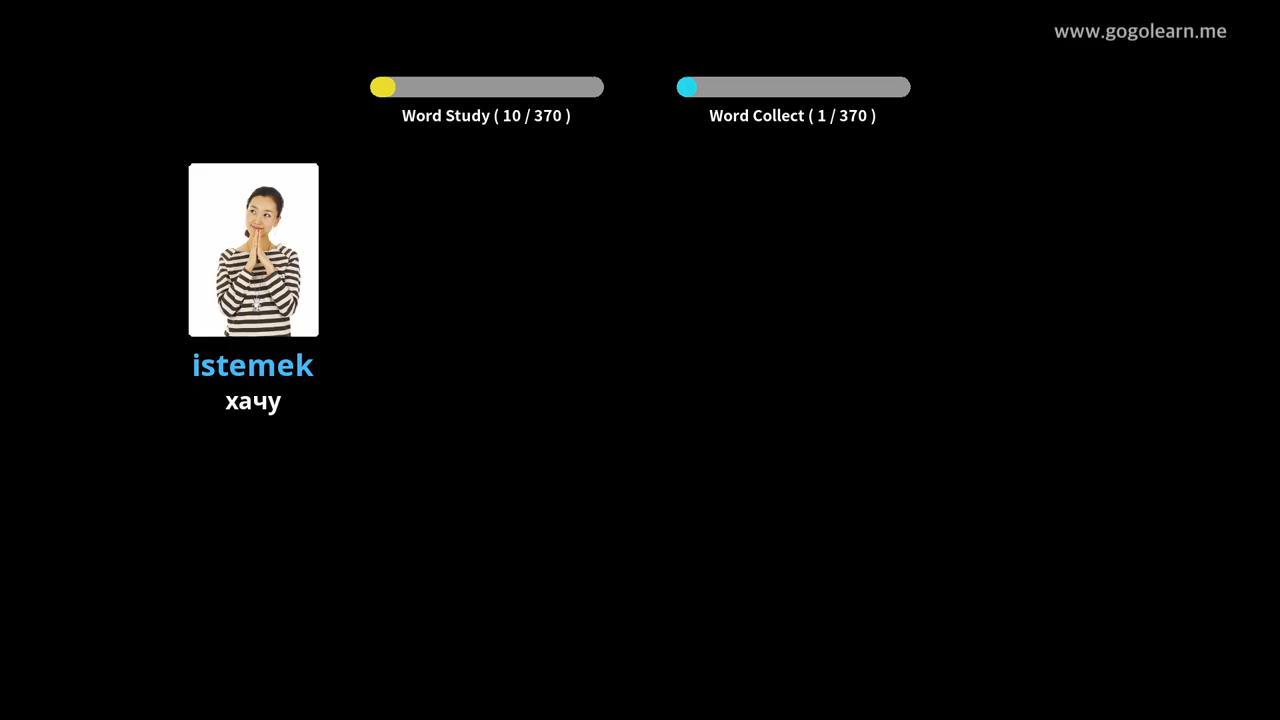 www.gogolearn.me
Word Study ( 10 / 370 )
Word Collect ( 1 / 370 )
istemek
хачу